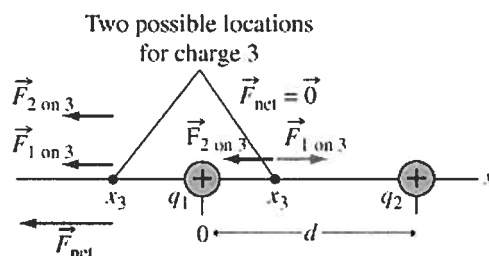 Two possible locations
for charge 3
F⃗2 on 3
F⃗net = 0⃗
F⃗1 on 3
F⃗2 on 3
F⃗1 on 3
x3
q1
x3
q2
F⃗net
0
d